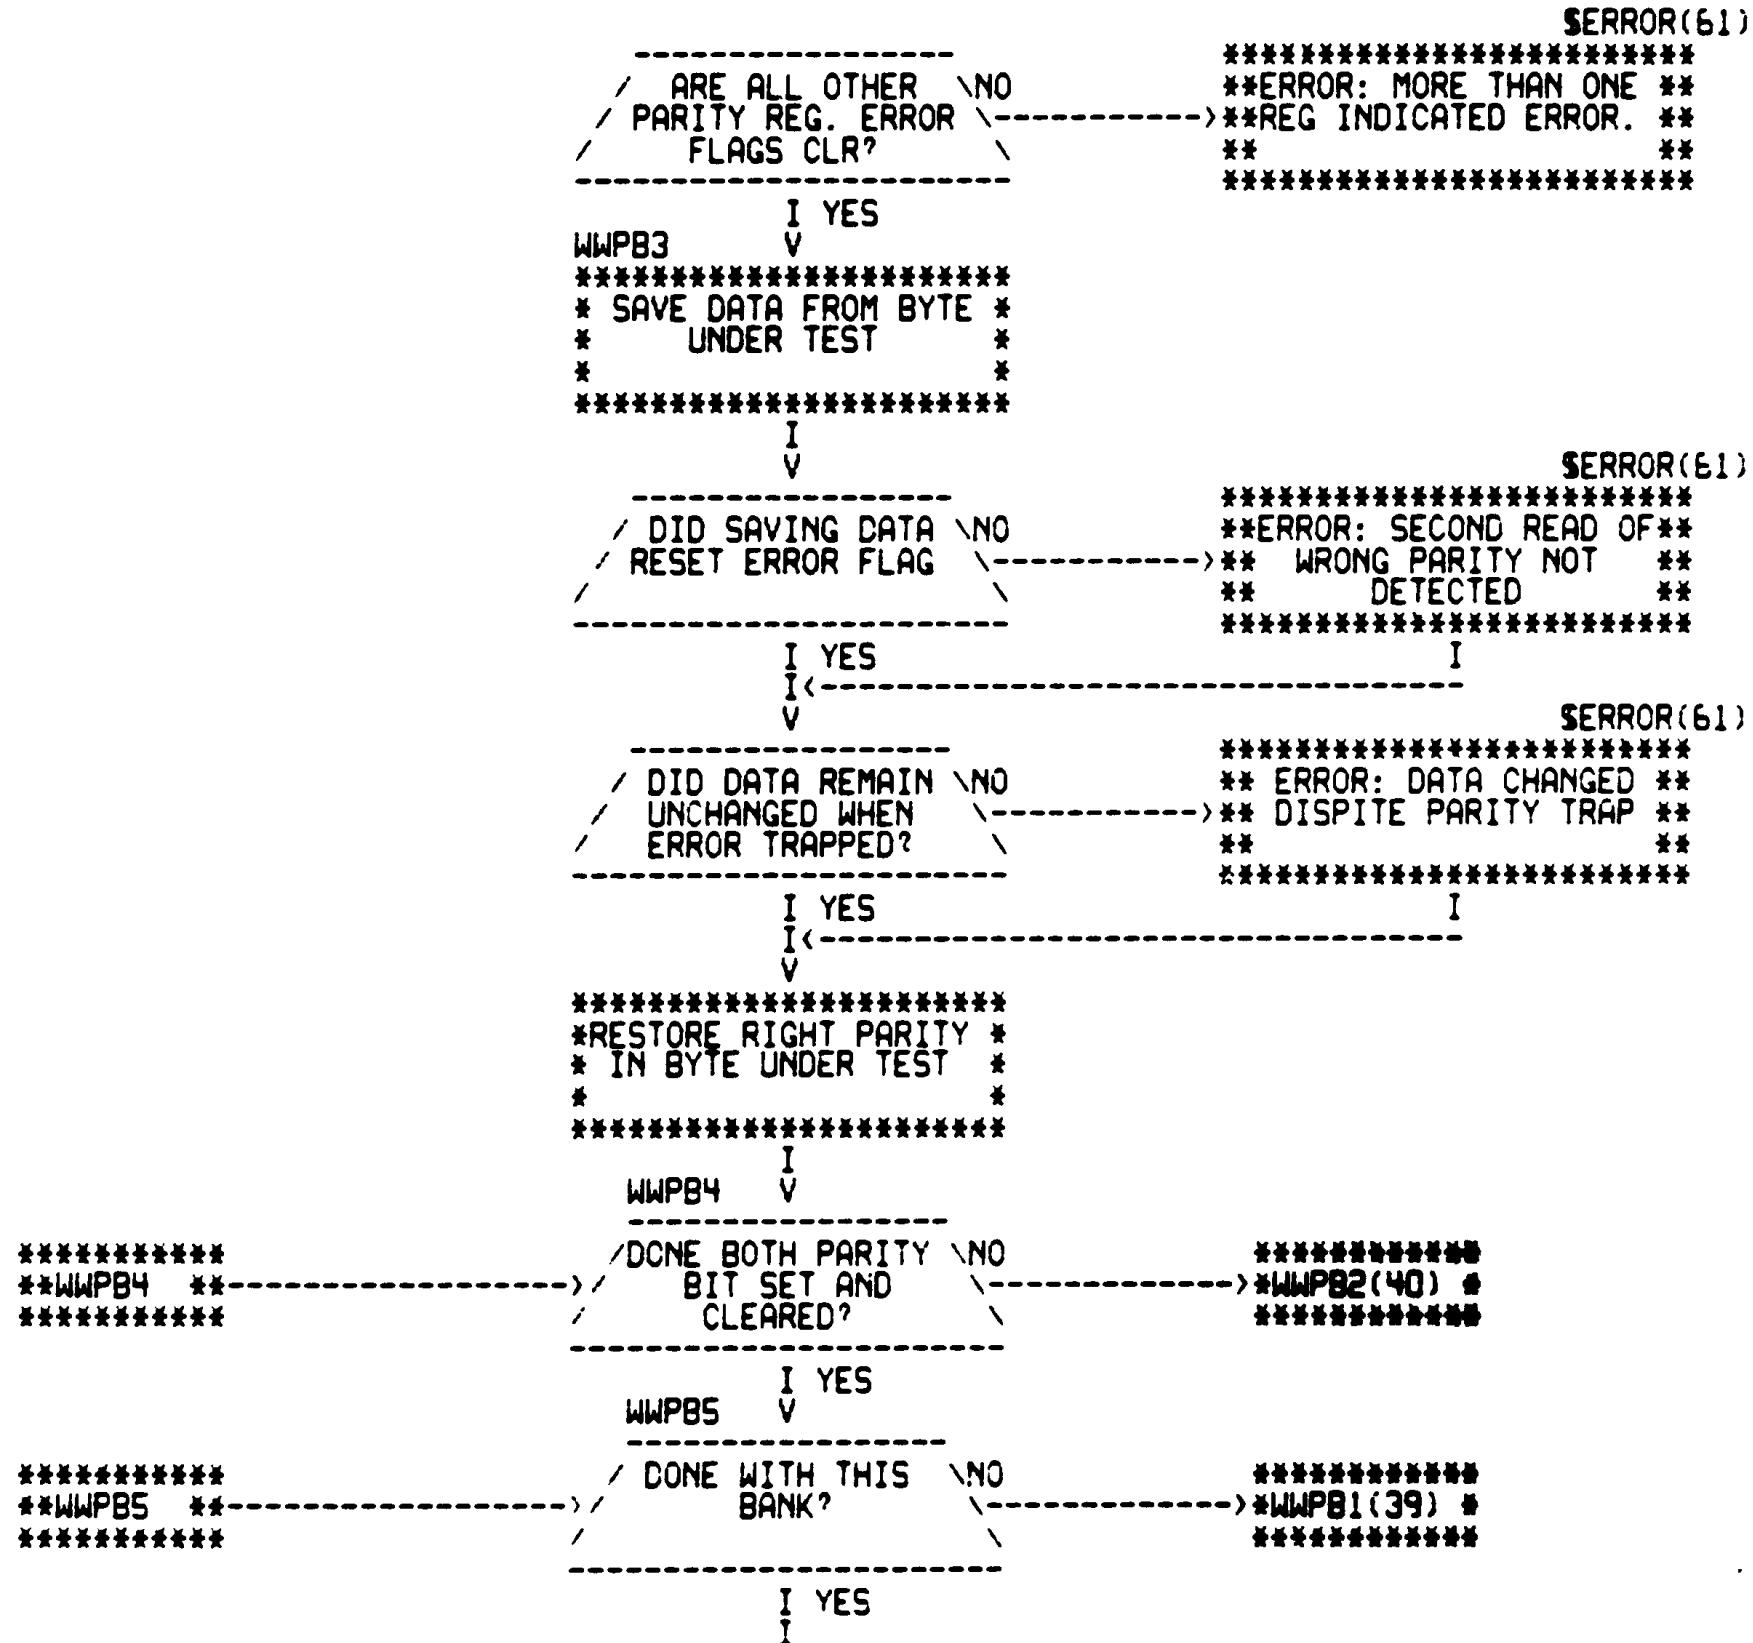 $ERROR(61)
ARE ALL OTHER NO **ERROR: MORE THAN ONE **
PARITY REG. ERROR **REG INDICATED ERROR. **
FLAGS CLR?
I YES
WWPB3 V
* SAVE DATA FROM BYTE *
* UNDER TEST *
I
V
$ERROR(61)
DID SAVING DATA NO **ERROR: SECOND READ OF**
RESET ERROR FLAG ** WRONG PARITY NOT **
** DETECTED **
I YES I
I<
V $ERROR(61)
DID DATA REMAIN NO ** ERROR: DATA CHANGED **
UNCHANGED WHEN ** DISPITE PARITY TRAP **
ERROR TRAPPED?
I YES I
I<
V
*RESTORE RIGHT PARITY *
* IN BYTE UNDER TEST *
I
WWPB4 V
DONE BOTH PARITY NO
**WWPB4 ** BIT SET AND *WWPB2(40) *
CLEARED?
I YES
WWPB5 V
DONE WITH THIS NO
**WWPB5 ** BANK? *WWPB1(39) *
I YES
I